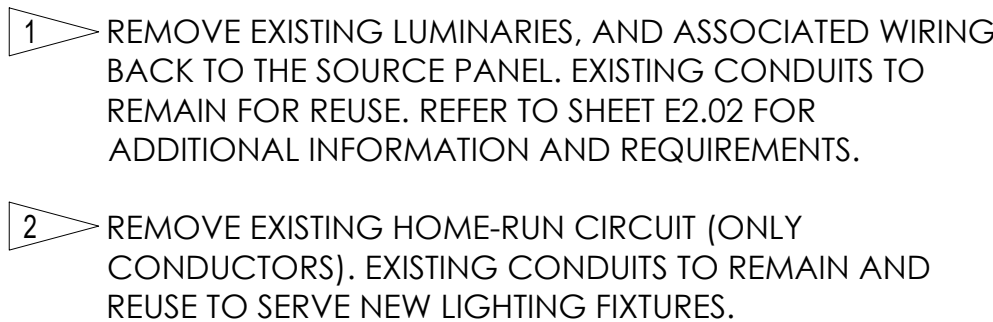 1 REMOVE EXISTING LUMINARIES, AND ASSOCIATED WIRING
BACK TO THE SOURCE PANEL. EXISTING CONDUITS TO
REMAIN FOR REUSE. REFER TO SHEET E2.02 FOR
ADDITIONAL INFORMATION AND REQUIREMENTS.
2 REMOVE EXISTING HOME-RUN CIRCUIT (ONLY
CONDUCTORS). EXISTING CONDUITS TO REMAIN AND
REUSE TO SERVE NEW LIGHTING FIXTURES.